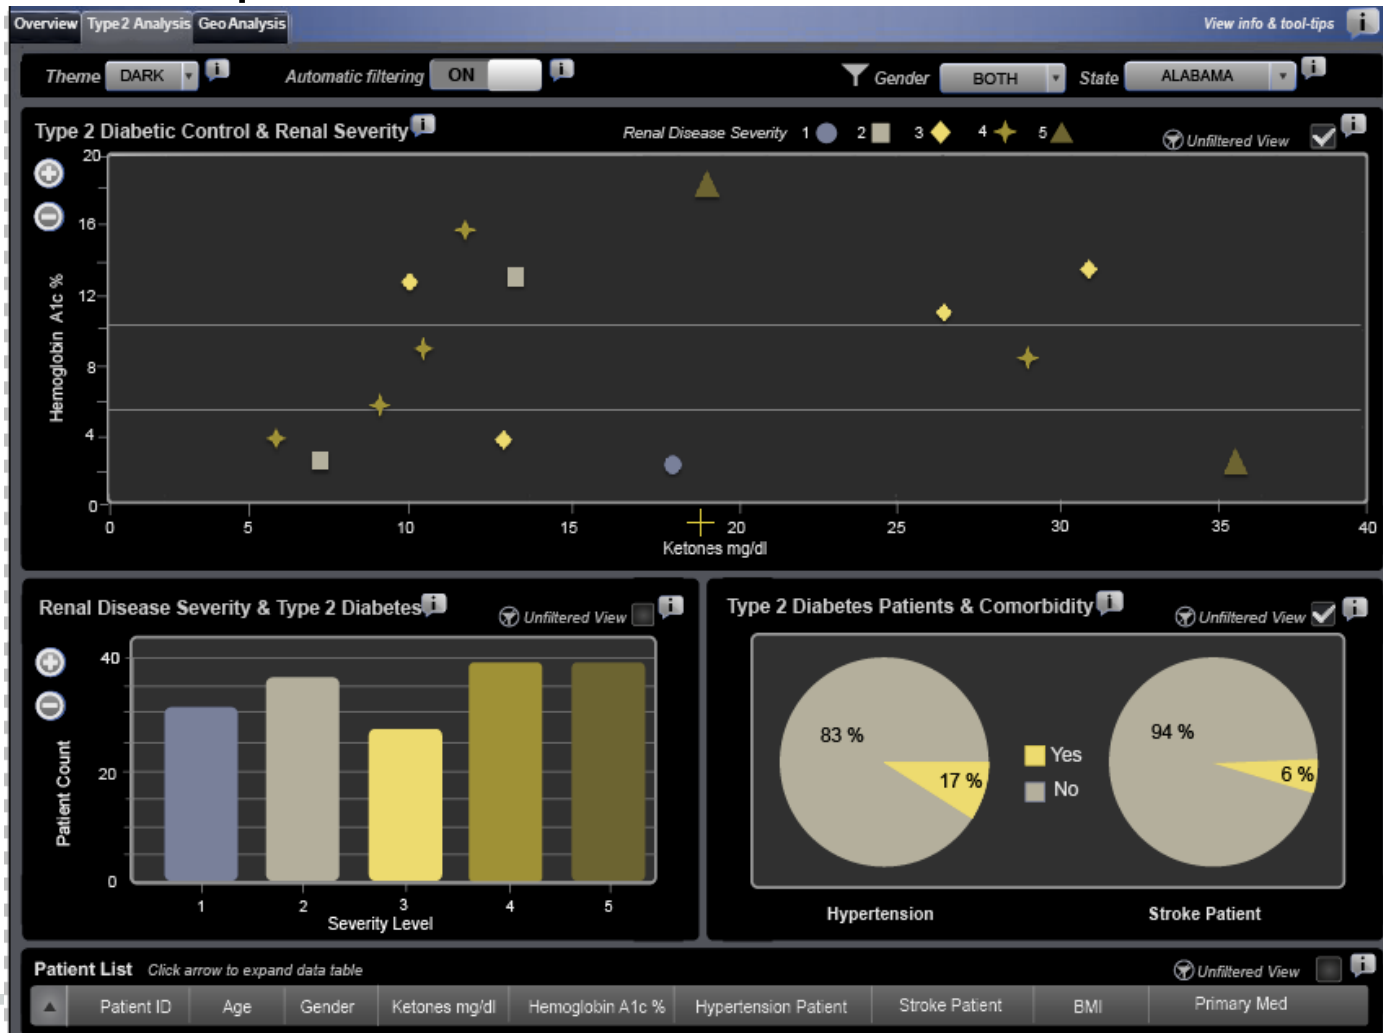 Overview Type 2 Analysis Geo Analysis View info & tool-tips i
Theme DARK i Automatic filtering ON i Gender BOTH State ALABAMA i
Type 2 Diabetic Control & Renal Severity i Renal Disease Severity 1 2 3 4 5 Unfiltered View i
20
16
12
8
4
0
Hemoglobin A1c %
0 5 10 15 20 25 30 35 40
Ketones mg/dl
Renal Disease Severity & Type 2 Diabetes i Unfiltered View i
40
20
0
Patient Count
1 2 3 4 5
Severity Level
Type 2 Diabetes Patients & Comorbidity i Unfiltered View i
83 % 17 %
Yes
No
94 % 6 %
Hypertension Stroke Patient
Patient List Click arrow to expand data table Unfiltered View i
Patient ID Age Gender Ketones mg/dl Hemoglobin A1c % Hypertension Patient Stroke Patient BMI Primary Med